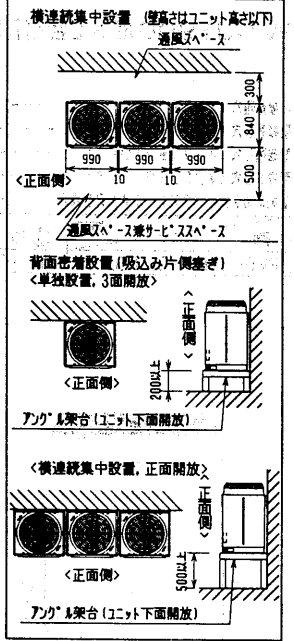 横連続集中設置 (壁高さはユニット高さ以下)
通風スペース
300
840
500
990 990 990
10 10
<正面側>
通風スペース兼サービススペース
背面密着設置(吸込み片側塞ぎ)
<単独設置, 3面開放>
<正面側>
<正面側>
200以上
アングル架台(ユニット下面開放)
<横連続集中設置, 正面開放>
<正面側>
<正面側>
500以上
アングル架台(ユニット下面開放)